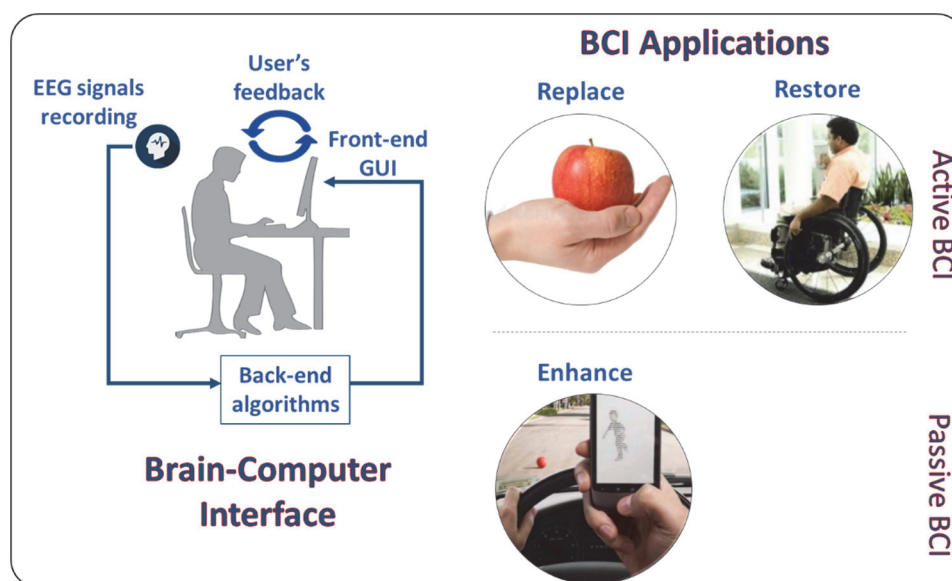 EEG signals
recording
User's
feedback
Front-end
GUI
Back-end
algorithms
Brain-Computer
Interface
BCI Applications
Replace
Restore
Active BCI
Enhance
Passive BCI